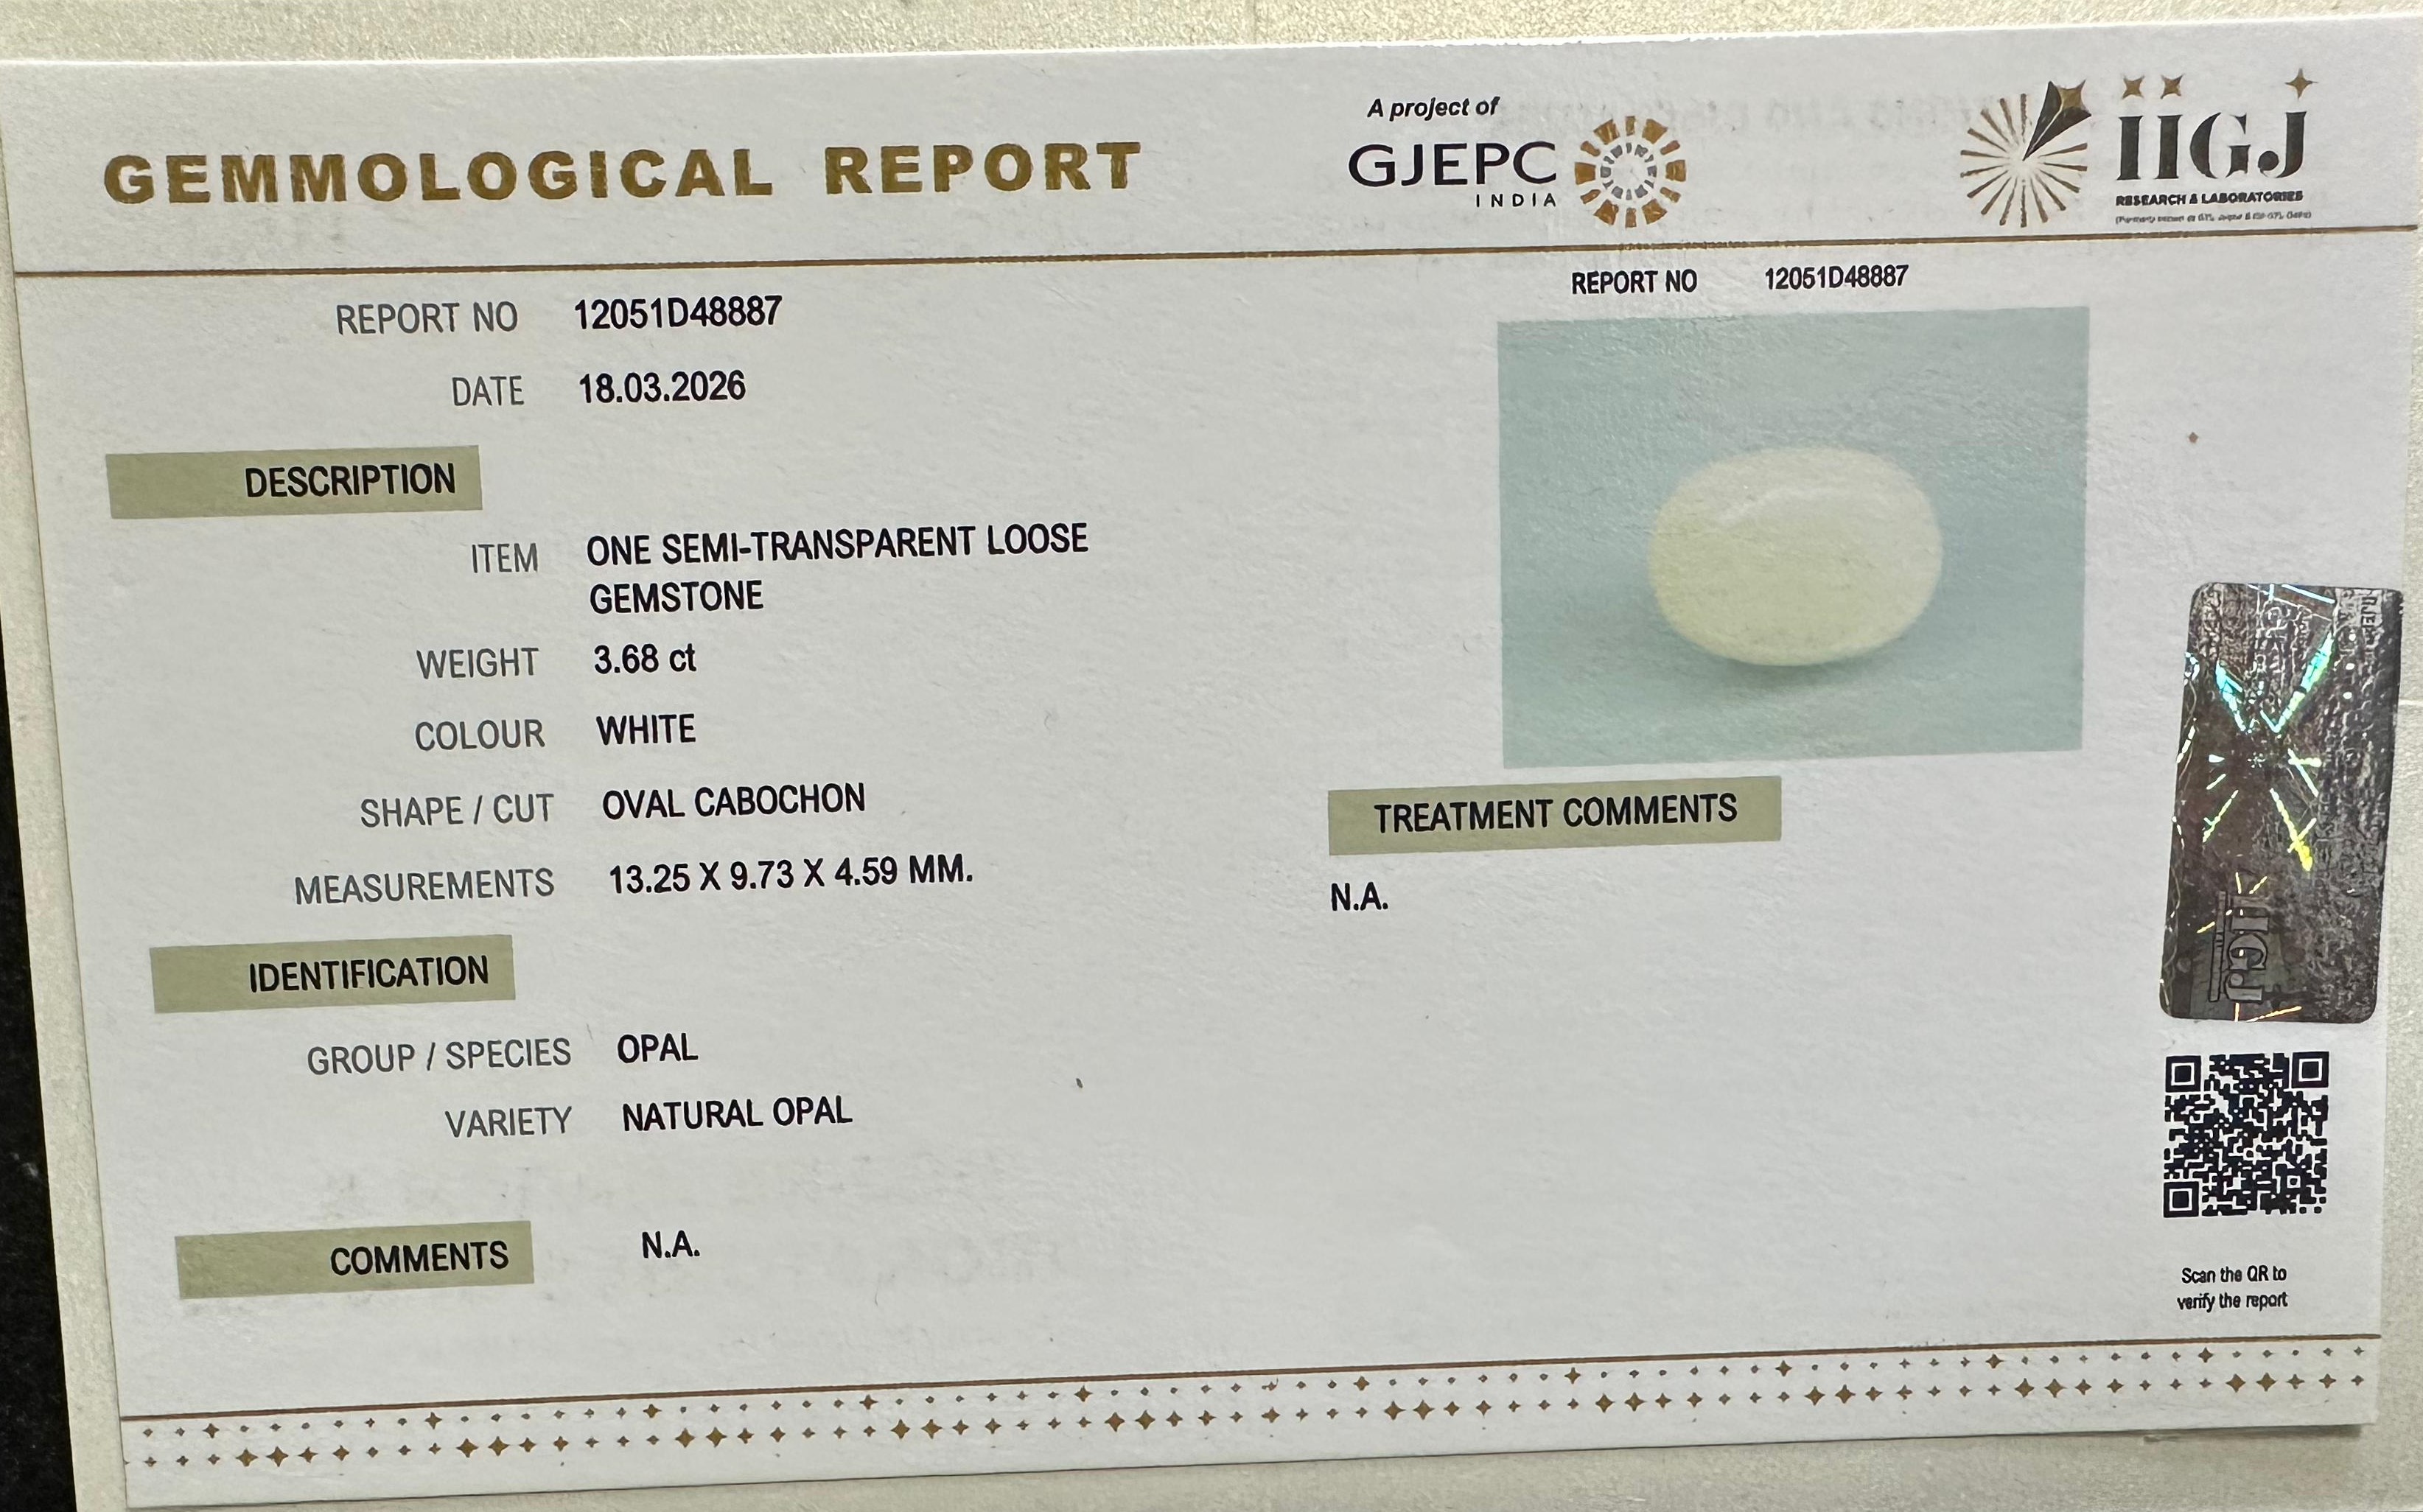 GEMMOLOGICAL REPORT
A project of
GJEPC
INDIA
IIGJ
RESEARCH & LABORATORIES
REPORT NO 12051D48887
DATE 18.03.2026
DESCRIPTION
ITEM ONE SEMI-TRANSPARENT LOOSE
GEMSTONE
WEIGHT 3.68 ct
COLOUR WHITE
SHAPE / CUT OVAL CABOCHON
MEASUREMENTS 13.25 X 9.73 X 4.59 MM.
IDENTIFICATION
GROUP / SPECIES OPAL
VARIETY NATURAL OPAL
COMMENTS N.A.
REPORT NO 12051D48887
TREATMENT COMMENTS
N.A.
IIGJ
Scan the QR to
verify the report